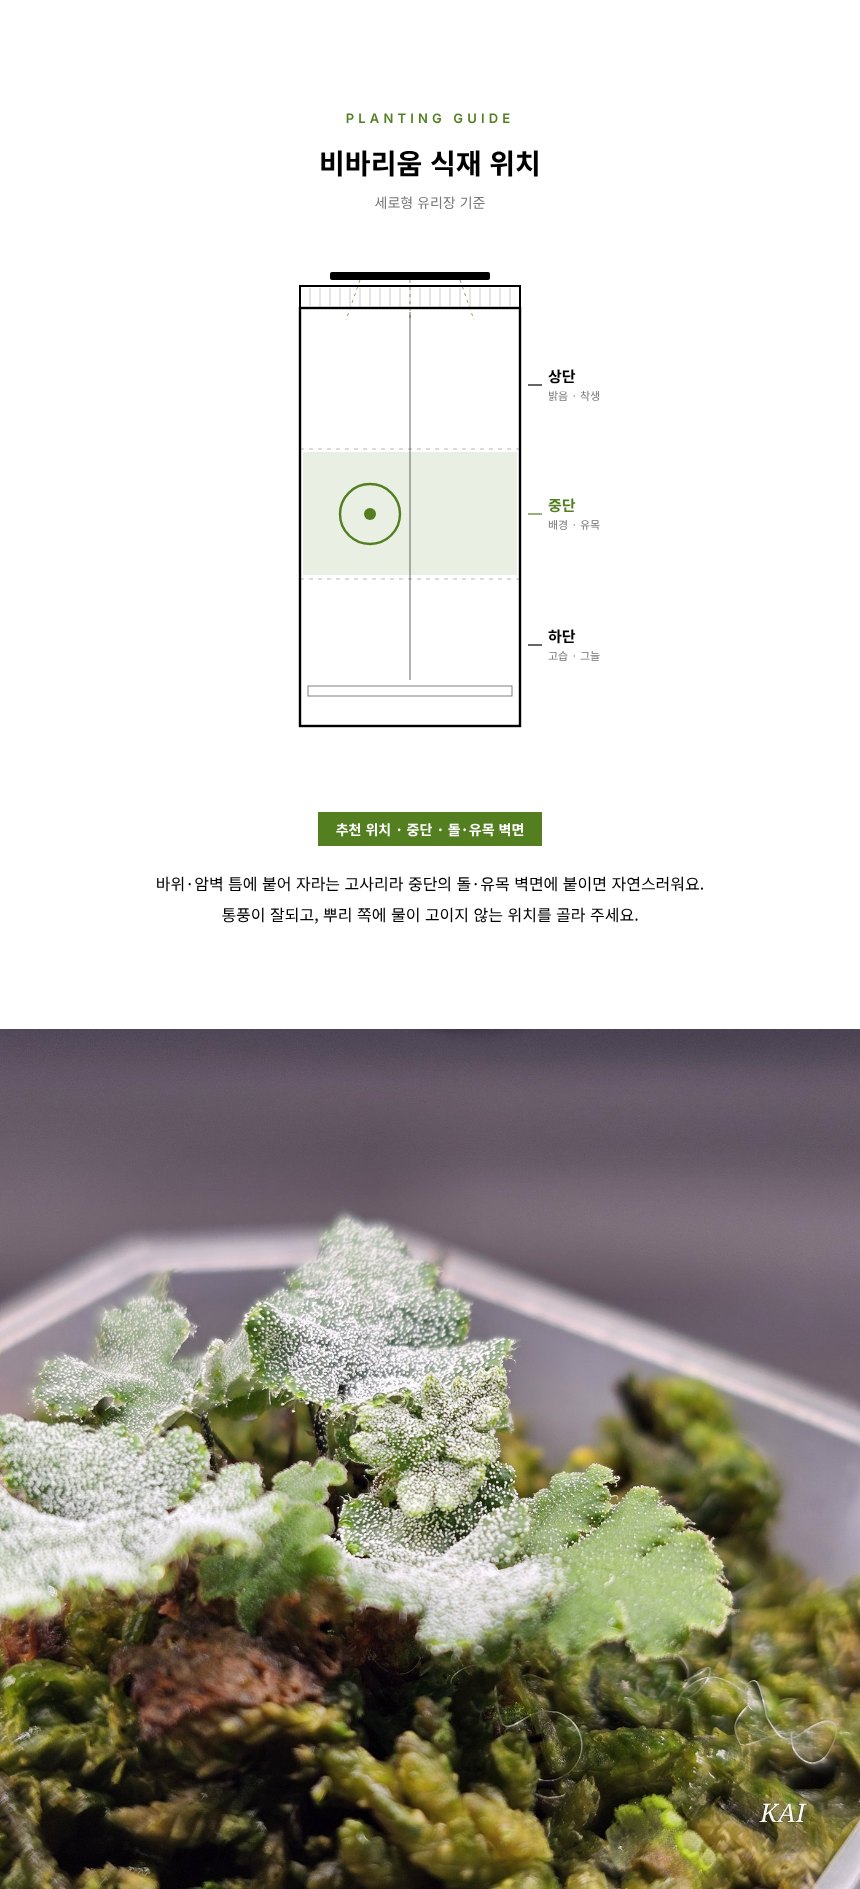 PLANTING GUIDE
비바리움 식재 위치
세로형 유리장 기준
상단
밝음 · 착생
중단
배경 · 유목
하단
고습 · 그늘
추천 위치 · 중단 · 돌·유목 벽면
바위·암벽 틈에 붙어 자라는 고사리라 중단의 돌·유목 벽면에 붙이면 자연스러워요.
통풍이 잘되고, 뿌리 쪽에 물이 고이지 않는 위치를 골라 주세요.
KAI